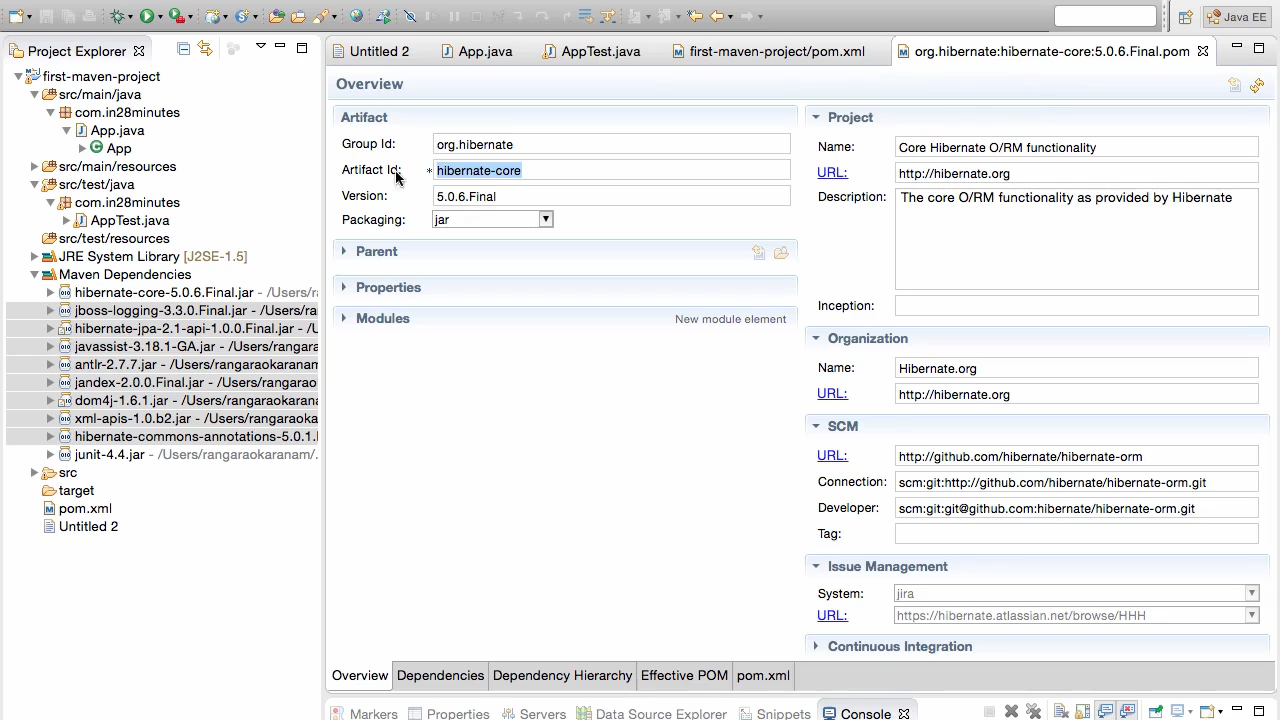 Java EE
Project Explorer
first-maven-project
src/main/java
com.in28minutes
App.java
App
src/main/resources
src/test/java
com.in28minutes
AppTest.java
src/test/resources
JRE System Library [J2SE-1.5]
Maven Dependencies
hibernate-core-5.0.6.Final.jar - /Users/r
jboss-logging-3.3.0.Final.jar - /Users/ra
hibernate-jpa-2.1-api-1.0.0.Final.jar - /U
javassist-3.18.1-GA.jar - /Users/rangara
antlr-2.7.7.jar - /Users/rangaraokaranam
jandex-2.0.0.Final.jar - /Users/rangarao
dom4j-1.6.1.jar - /Users/rangaraokaranam
xml-apis-1.0.b2.jar - /Users/rangaraoka
hibernate-commons-annotations-5.0.1.
junit-4.4.jar - /Users/rangaraokaranam/.
src
target
pom.xml
Untitled 2
Untitled 2
App.java
AppTest.java
first-maven-project/pom.xml
org.hibernate:hibernate-core:5.0.6.Final.pom
Overview
Artifact
Group Id: org.hibernate
Artifact Id: * hibernate-core
Version: 5.0.6.Final
Packaging: jar
Parent
Properties
Modules New module element
Project
Name: Core Hibernate O/RM functionality
URL: http://hibernate.org
Description: The core O/RM functionality as provided by Hibernate
Inception:
Organization
Name: Hibernate.org
URL: http://hibernate.org
SCM
URL: http://github.com/hibernate/hibernate-orm
Connection: scm:git:http://github.com/hibernate/hibernate-orm.git
Developer: scm:git:git@github.com:hibernate/hibernate-orm.git
Tag:
Issue Management
System: jira
URL: https://hibernate.atlassian.net/browse/HHH
Continuous Integration
Overview Dependencies Dependency Hierarchy Effective POM pom.xml
Markers Properties Servers Data Source Explorer Snippets Console